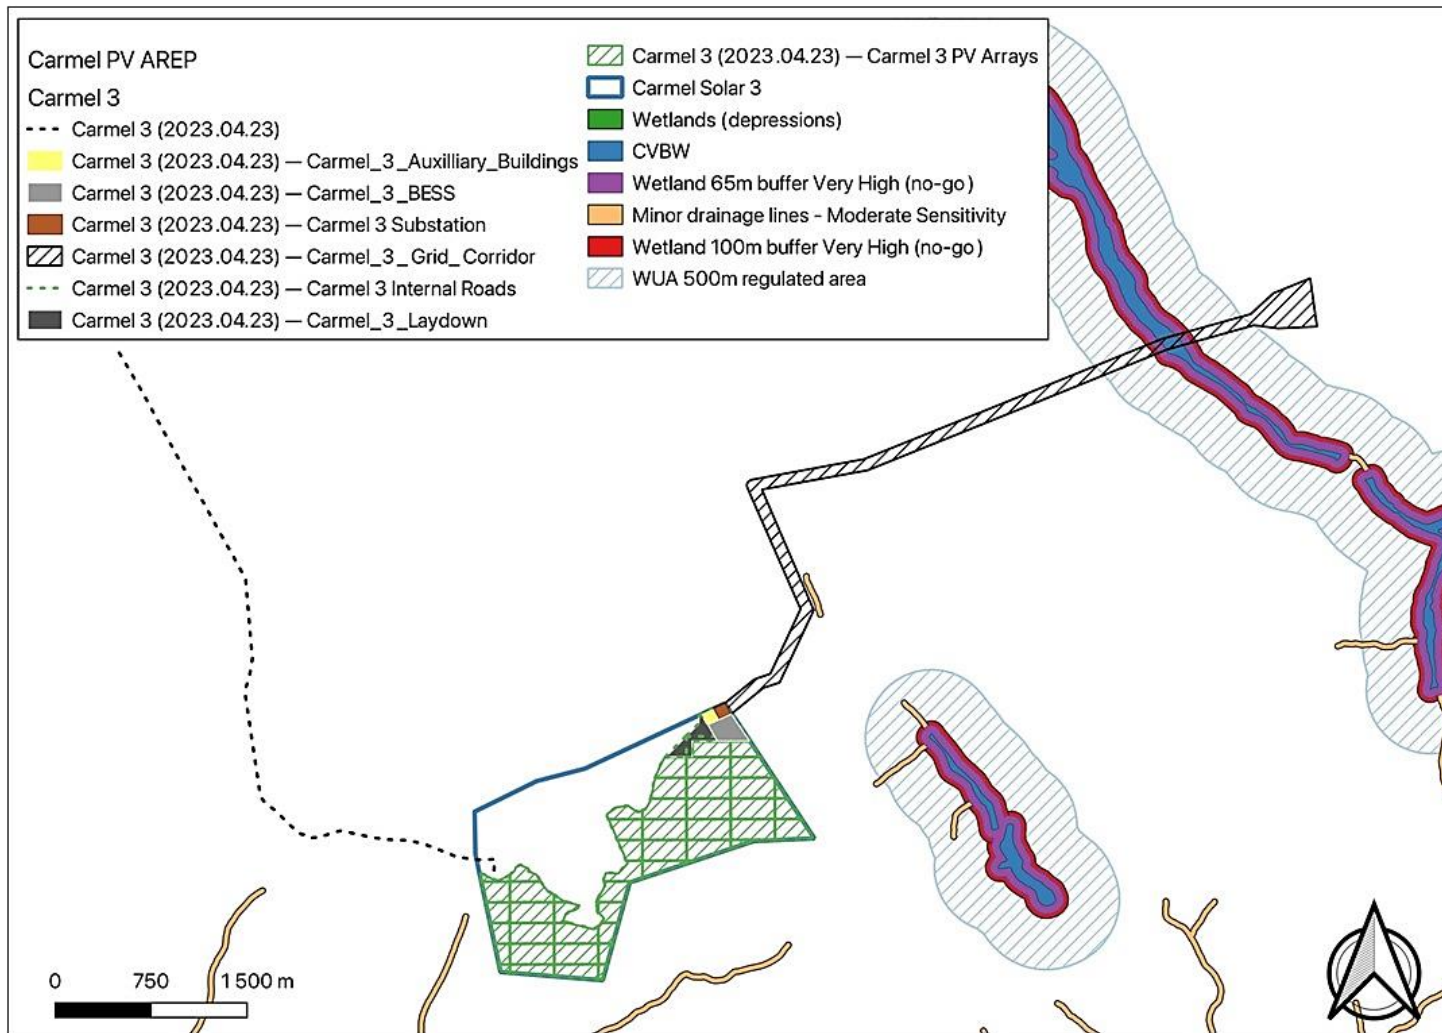 Carmel PV AREP
Carmel 3
Carmel 3 (2023.04.23)
Carmel 3 (2023.04.23) — Carmel_3_Auxilliary_Buildings
Carmel 3 (2023.04.23) — Carmel_3_BESS
Carmel 3 (2023.04.23) — Carmel 3 Substation
Carmel 3 (2023.04.23) — Carmel_3_Grid_Corridor
Carmel 3 (2023.04.23) — Carmel 3 Internal Roads
Carmel 3 (2023.04.23) — Carmel_3_Laydown
Carmel 3 (2023.04.23) — Carmel 3 PV Arrays
Carmel Solar 3
Wetlands (depressions)
CVBW
Wetland 65m buffer Very High (no-go)
Minor drainage lines - Moderate Sensitivity
Wetland 100m buffer Very High (no-go)
WUA 500m regulated area
0 750 1 500 m